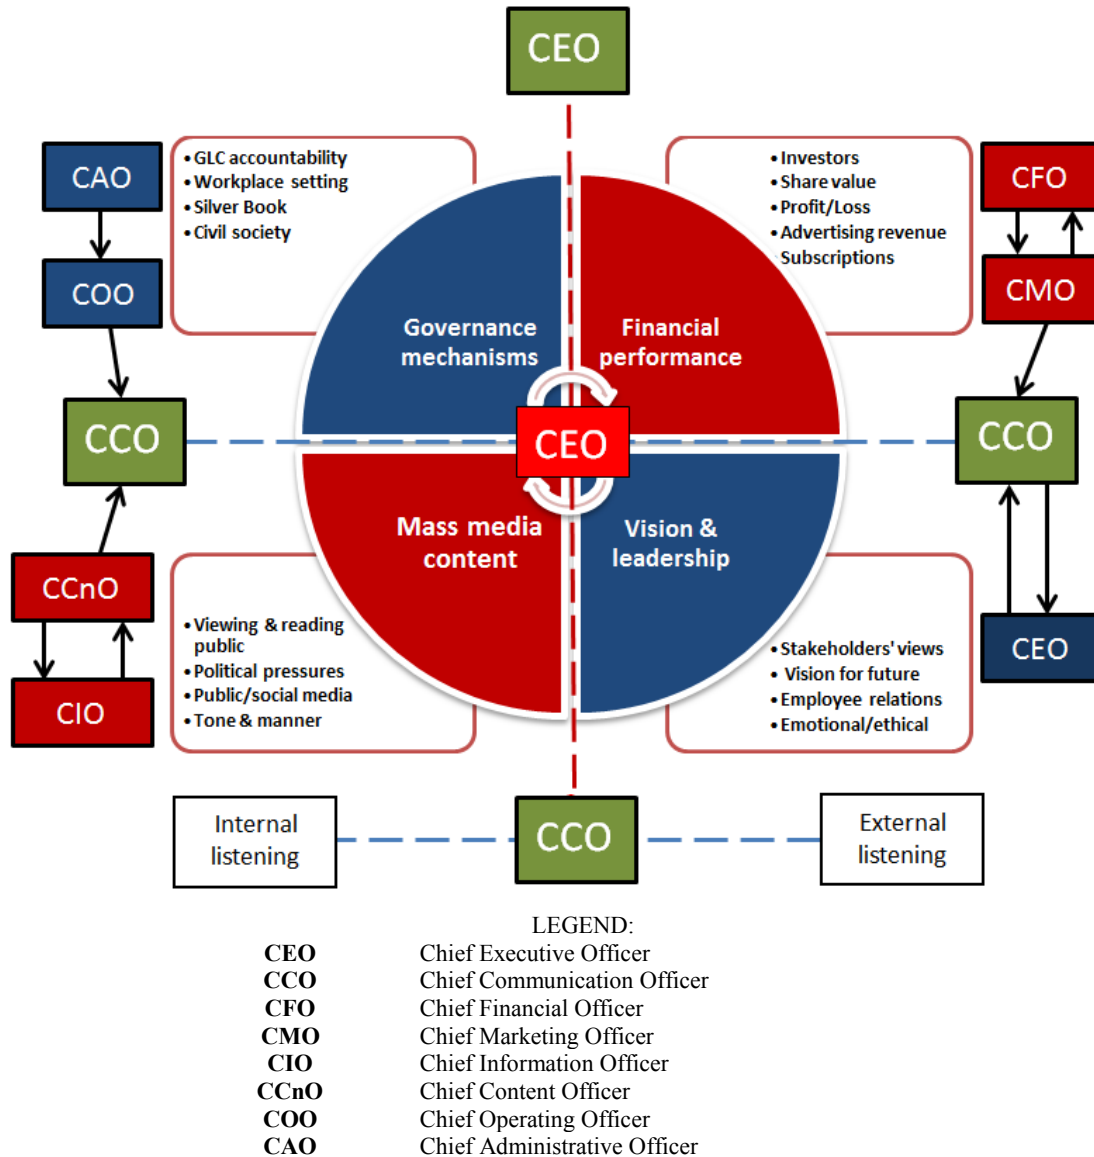 CEO
CAO
COO
• GLC accountability
• Workplace setting
• Silver Book
• Civil society
• Investors
• Share value
• Profit/Loss
• Advertising revenue
• Subscriptions
CFO
CMO
Governance
mechanisms
Financial
performance
CCO
CEO
CCO
Mass media
content
Vision &
leadership
CCnO
CIO
• Viewing & reading
public
• Political pressures
• Public/social media
• Tone & manner
• Stakeholders' views
• Vision for future
• Employee relations
• Emotional/ethical
CEO
Internal
listening
CCO
External
listening
LEGEND:
CEO Chief Executive Officer
CCO Chief Communication Officer
CFO Chief Financial Officer
CMO Chief Marketing Officer
CIO Chief Information Officer
CCnO Chief Content Officer
COO Chief Operating Officer
CAO Chief Administrative Officer